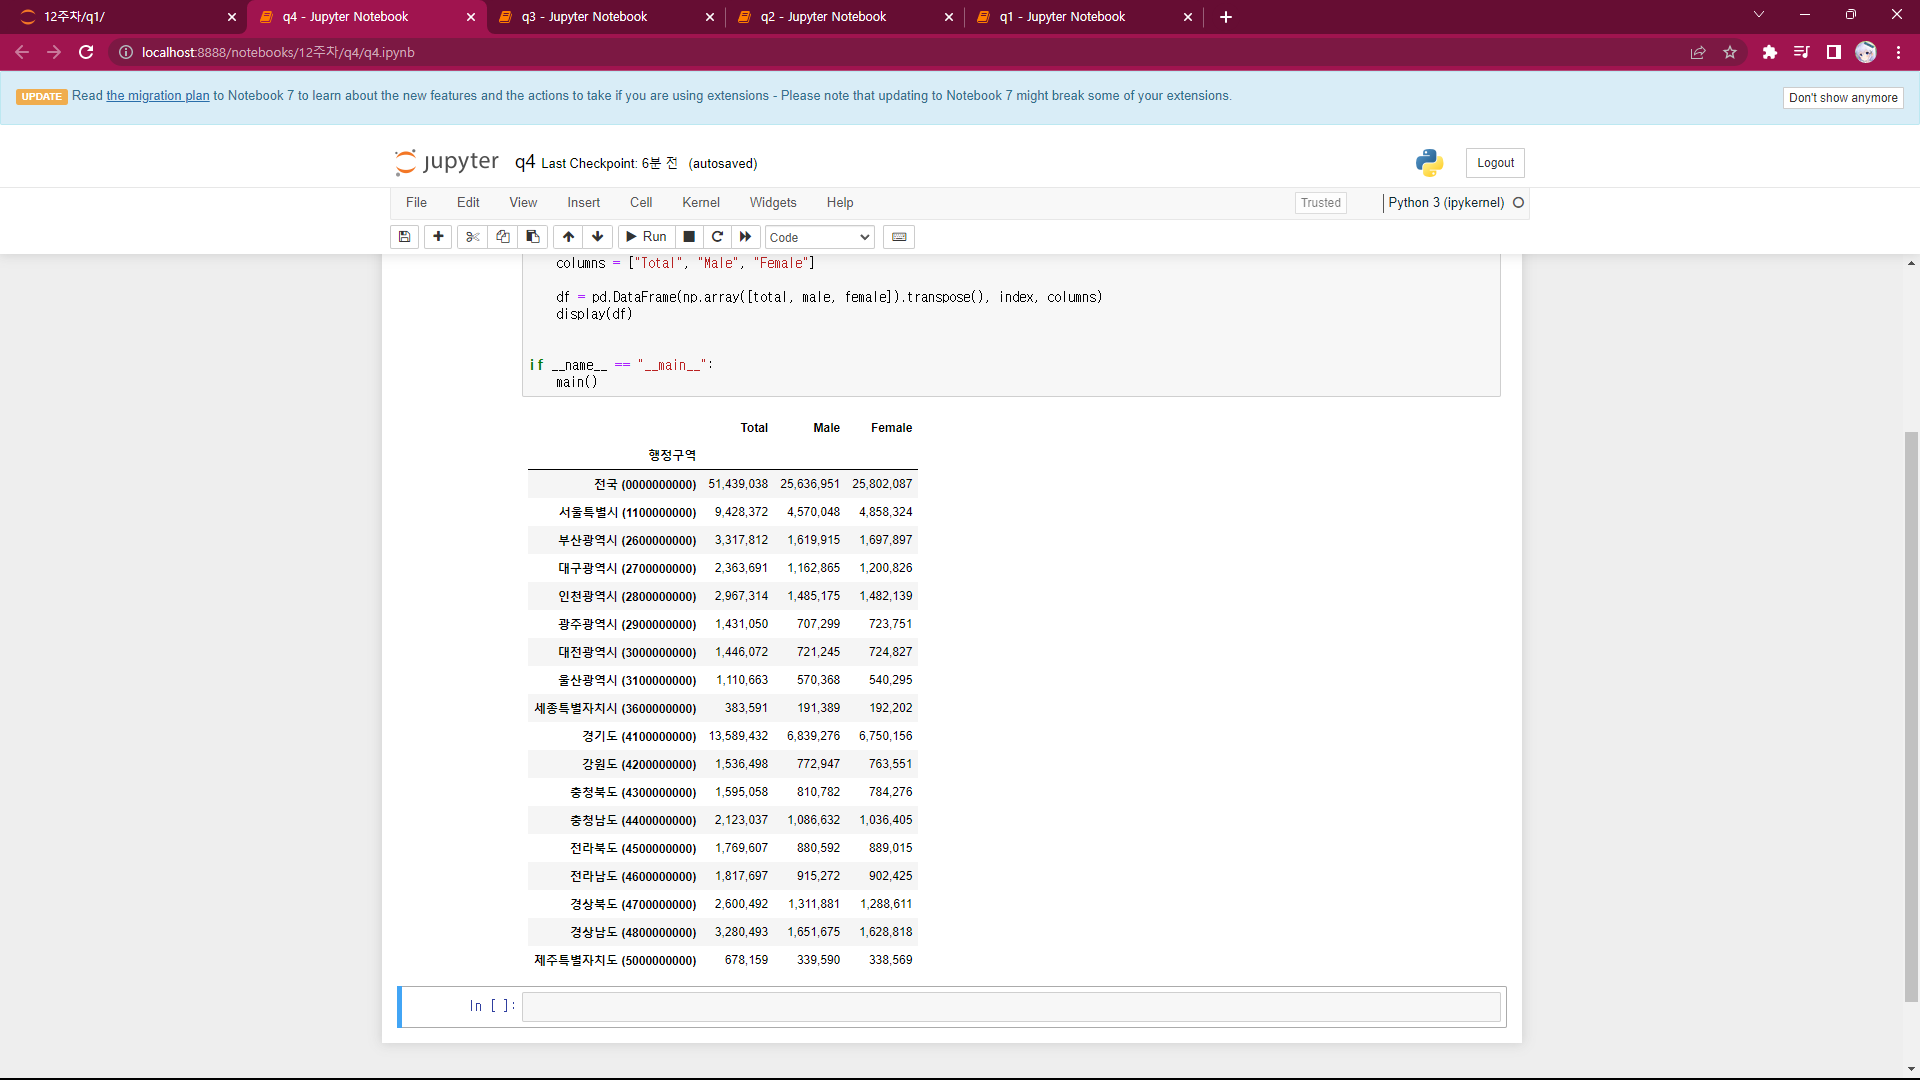 12주차/q1/
q4 - Jupyter Notebook
q3 - Jupyter Notebook
q2 - Jupyter Notebook
q1 - Jupyter Notebook
localhost:8888/notebooks/12주차/q4/q4.ipynb
UPDATE Read the migration plan to Notebook 7 to learn about the new features and the actions to take if you are using extensions - Please note that updating to Notebook 7 might break some of your extensions.
Don't show anymore
jupyter q4 Last Checkpoint: 6분 전 (autosaved)
Logout
File Edit View Insert Cell Kernel Widgets Help
Trusted
Python 3 (ipykernel)
Run
Code
columns = ["Total", "Male", "Female"]
df = pd.DataFrame(np.array([total, male, female]).transpose(), index, columns)
display(df)
if __name__ == "__main__":
main()
Total Male Female
행정구역
전국 (0000000000) 51,439,038 25,636,951 25,802,087
서울특별시 (1100000000) 9,428,372 4,570,048 4,858,324
부산광역시 (2600000000) 3,317,812 1,619,915 1,697,897
대구광역시 (2700000000) 2,363,691 1,162,865 1,200,826
인천광역시 (2800000000) 2,967,314 1,485,175 1,482,139
광주광역시 (2900000000) 1,431,050 707,299 723,751
대전광역시 (3000000000) 1,446,072 721,245 724,827
울산광역시 (3100000000) 1,110,663 570,368 540,295
세종특별자치시 (3600000000) 383,591 191,389 192,202
경기도 (4100000000) 13,589,432 6,839,276 6,750,156
강원도 (4200000000) 1,536,498 772,947 763,551
충청북도 (4300000000) 1,595,058 810,782 784,276
충청남도 (4400000000) 2,123,037 1,086,632 1,036,405
전라북도 (4500000000) 1,769,607 880,592 889,015
전라남도 (4600000000) 1,817,697 915,272 902,425
경상북도 (4700000000) 2,600,492 1,311,881 1,288,611
경상남도 (4800000000) 3,280,493 1,651,675 1,628,818
제주특별자치도 (5000000000) 678,159 339,590 338,569
In [ ]: